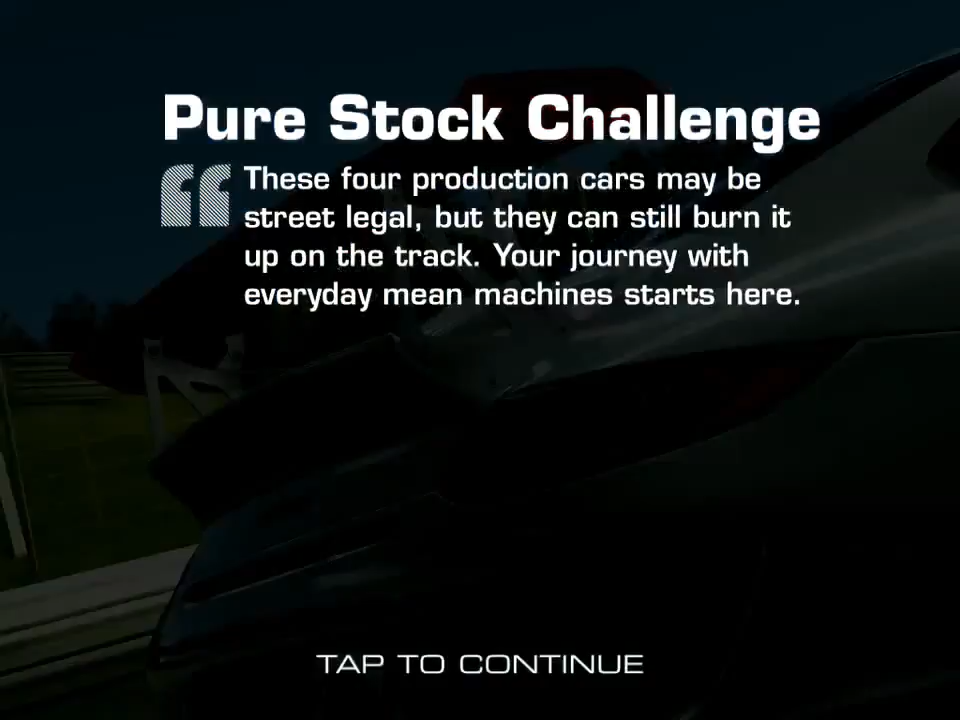 Pure Stock Challenge
“ These four production cars may be
street legal, but they can still burn it
up on the track. Your journey with
everyday mean machines starts here.
TAP TO CONTINUE